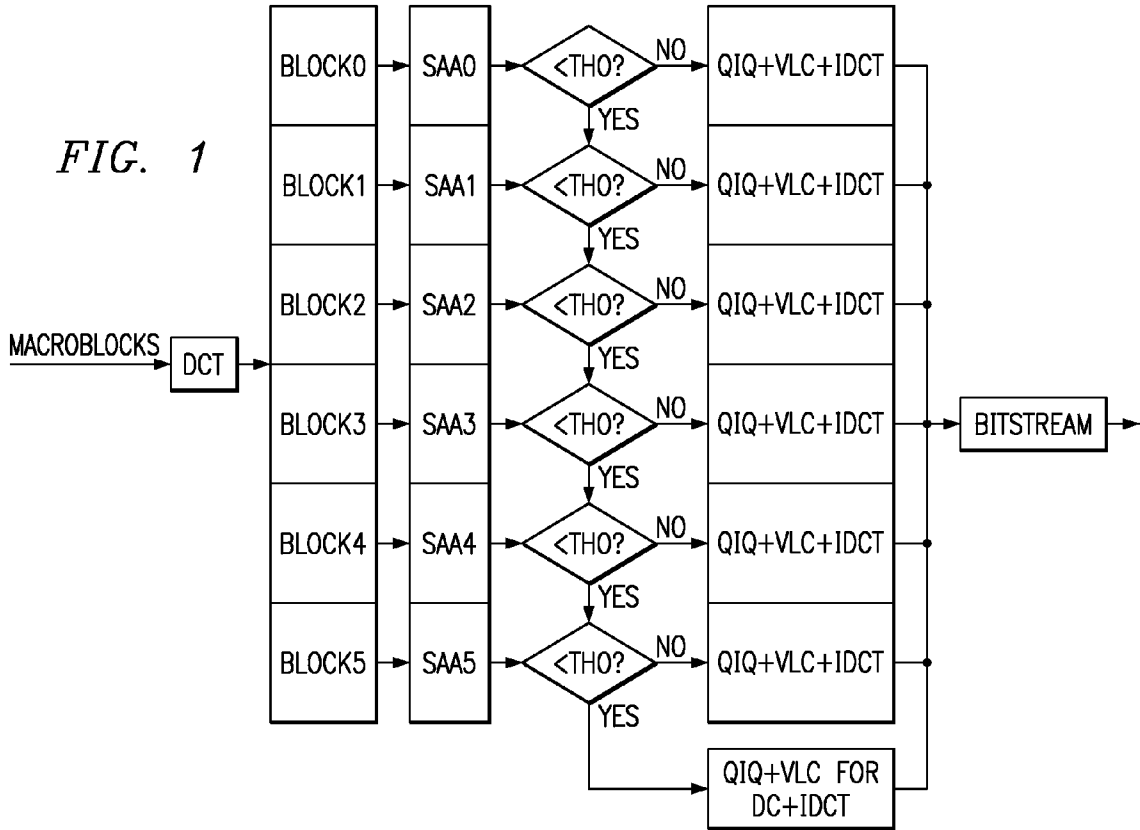 FIG. 1
MACROBLOCKS
DCT
BLOCK0 SAA0 <TH0? NO QIQ+VLC+IDCT
YES
BLOCK1 SAA1 <TH0? NO QIQ+VLC+IDCT
YES
BLOCK2 SAA2 <TH0? NO QIQ+VLC+IDCT
YES
BLOCK3 SAA3 <TH0? NO QIQ+VLC+IDCT
YES
BLOCK4 SAA4 <TH0? NO QIQ+VLC+IDCT
YES
BLOCK5 SAA5 <TH0? NO QIQ+VLC+IDCT
YES
QIQ+VLC FOR
DC+IDCT
BITSTREAM